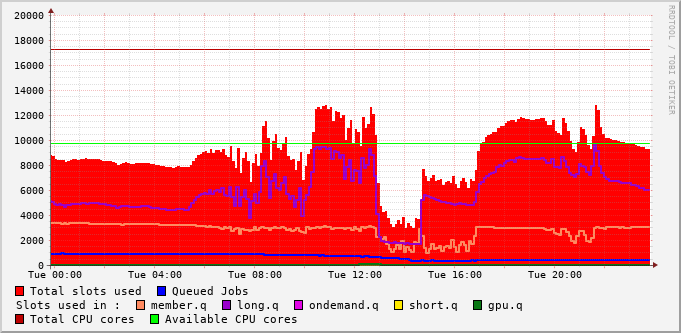 20000
18000
16000
14000
12000
10000
8000
6000
4000
2000
0
Tue 00:00 Tue 04:00 Tue 08:00 Tue 12:00 Tue 16:00 Tue 20:00
RRDTOOL / TOBI OETIKER
Total slots used Queued Jobs
Slots used in : member.q long.q ondemand.q short.q gpu.q
Total CPU cores Available CPU cores